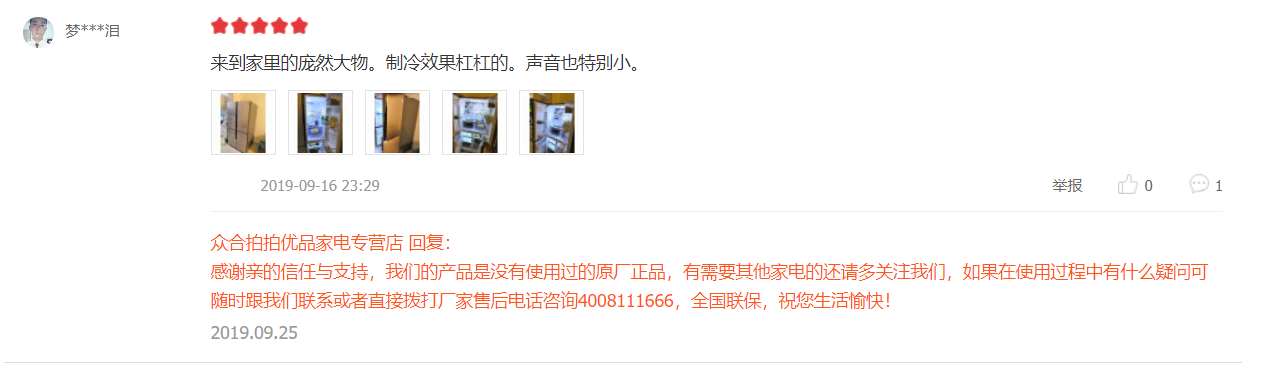 梦***泪
来到家里的庞然大物。制冷效果杠杠的。声音也特别小。
2019-09-16 23:29 举报 0 1
众合拍拍优品家电专营店 回复：
感谢亲的信任与支持，我们的产品是没有使用过的原厂正品，有需要其他家电的还请多关注我们，如果在使用过程中有什么疑问可
随时跟我们联系或者直接拨打厂家售后电话咨询4008111666，全国联保，祝您生活愉快！
2019.09.25